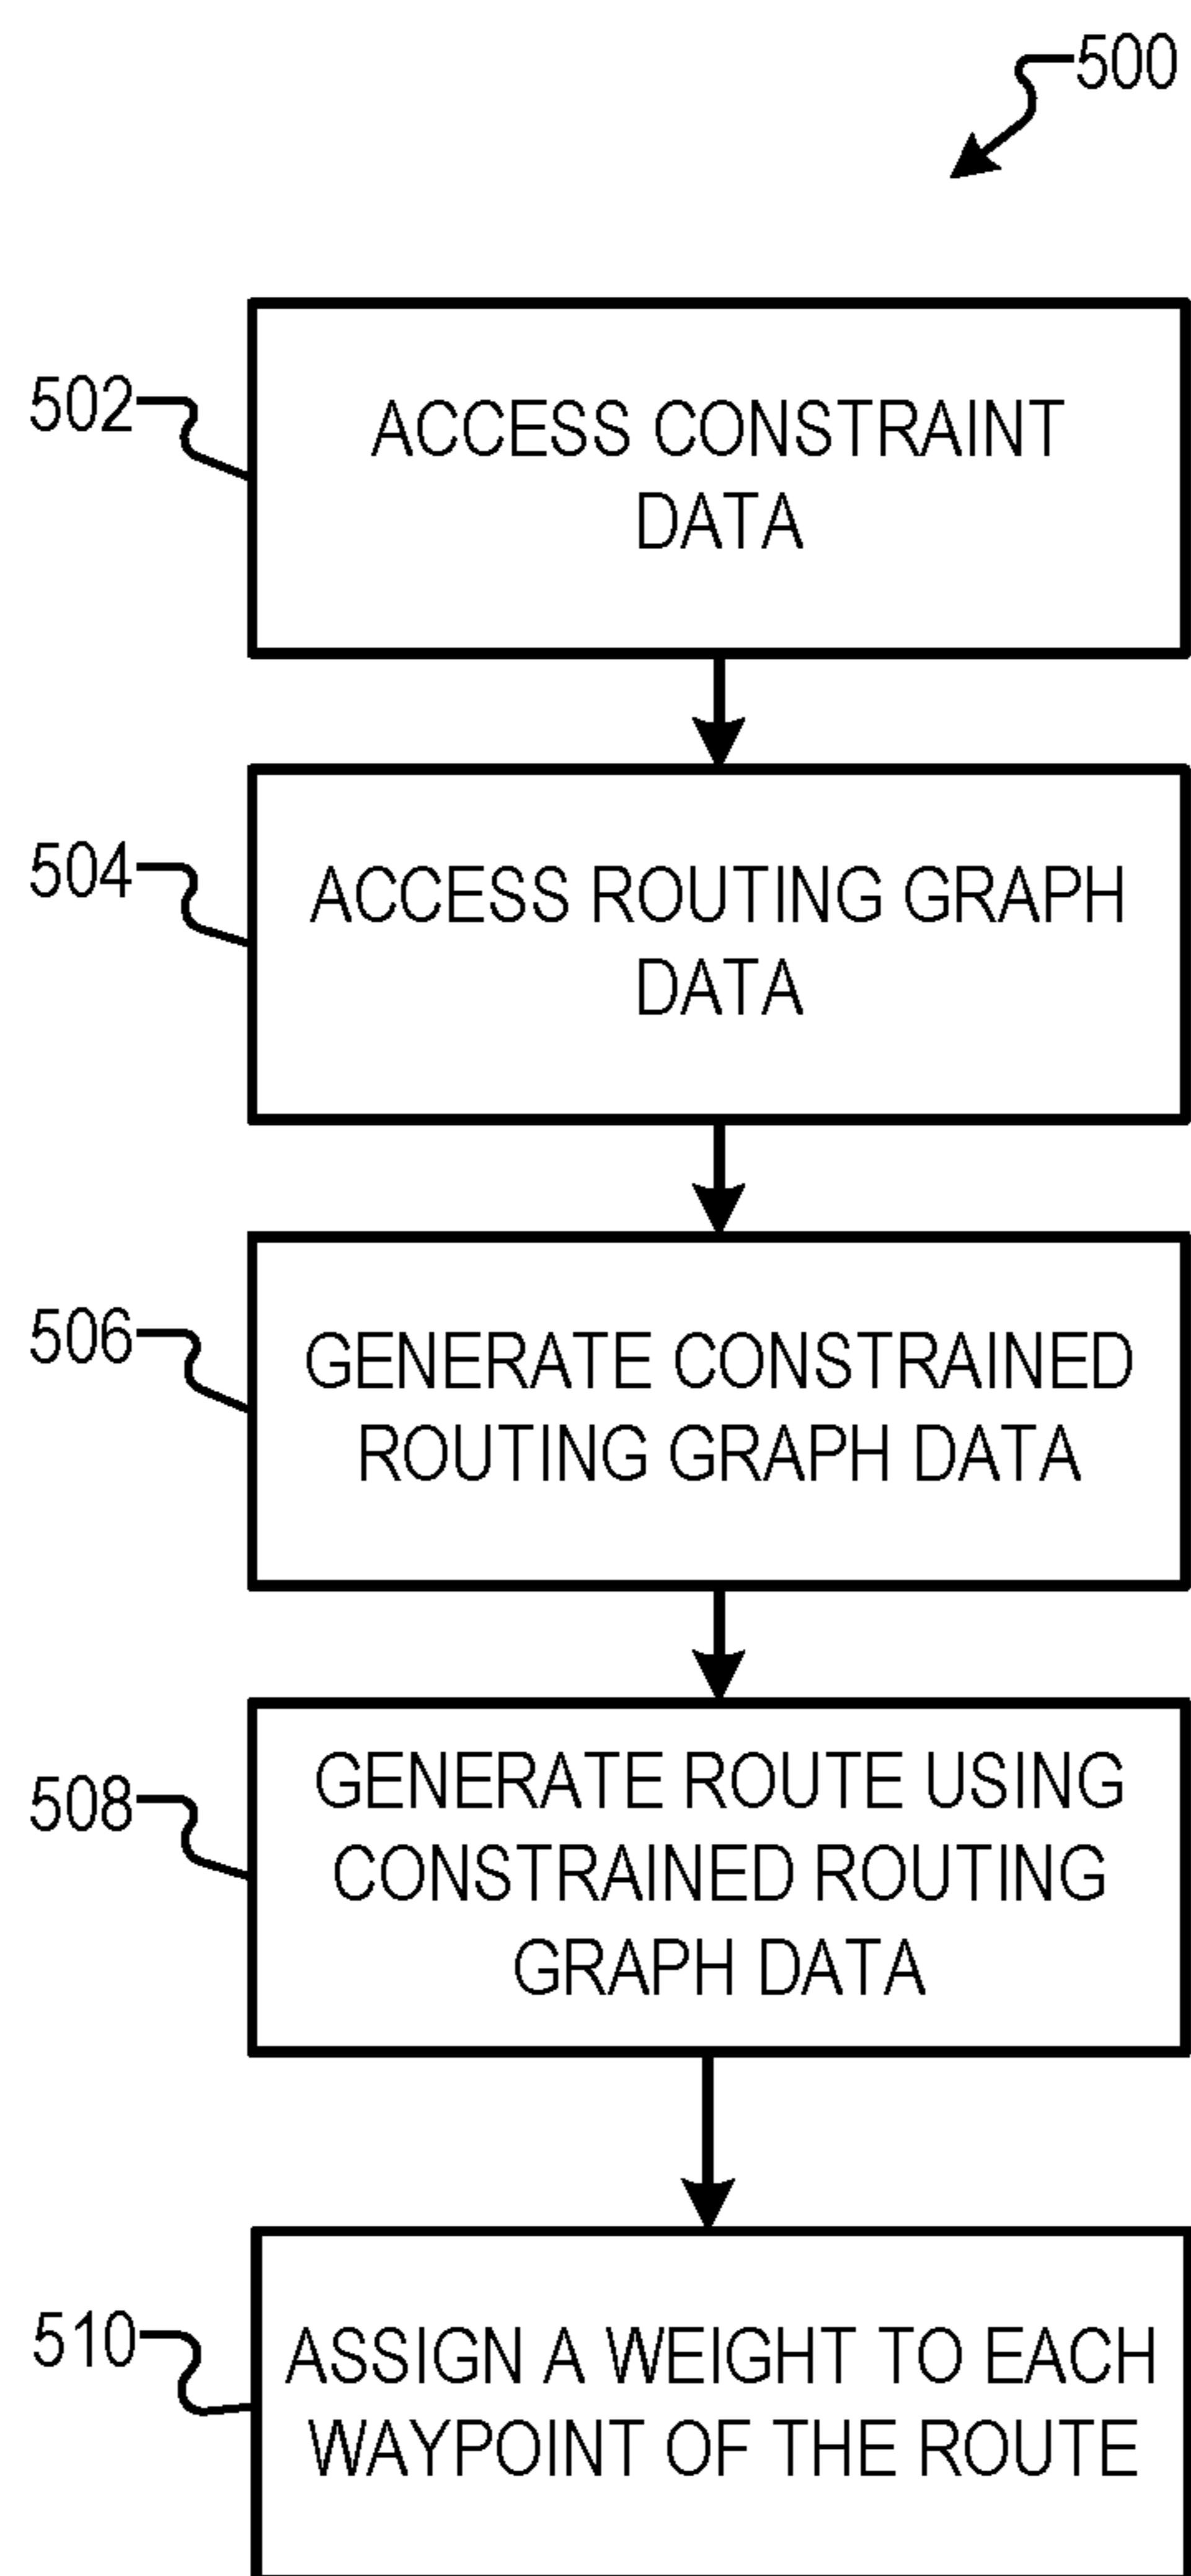 500
502
ACCESS CONSTRAINT
DATA
504
ACCESS ROUTING GRAPH
DATA
506
GENERATE CONSTRAINED
ROUTING GRAPH DATA
508
GENERATE ROUTE USING
CONSTRAINED ROUTING
GRAPH DATA
510
ASSIGN A WEIGHT TO EACH
WAYPOINT OF THE ROUTE